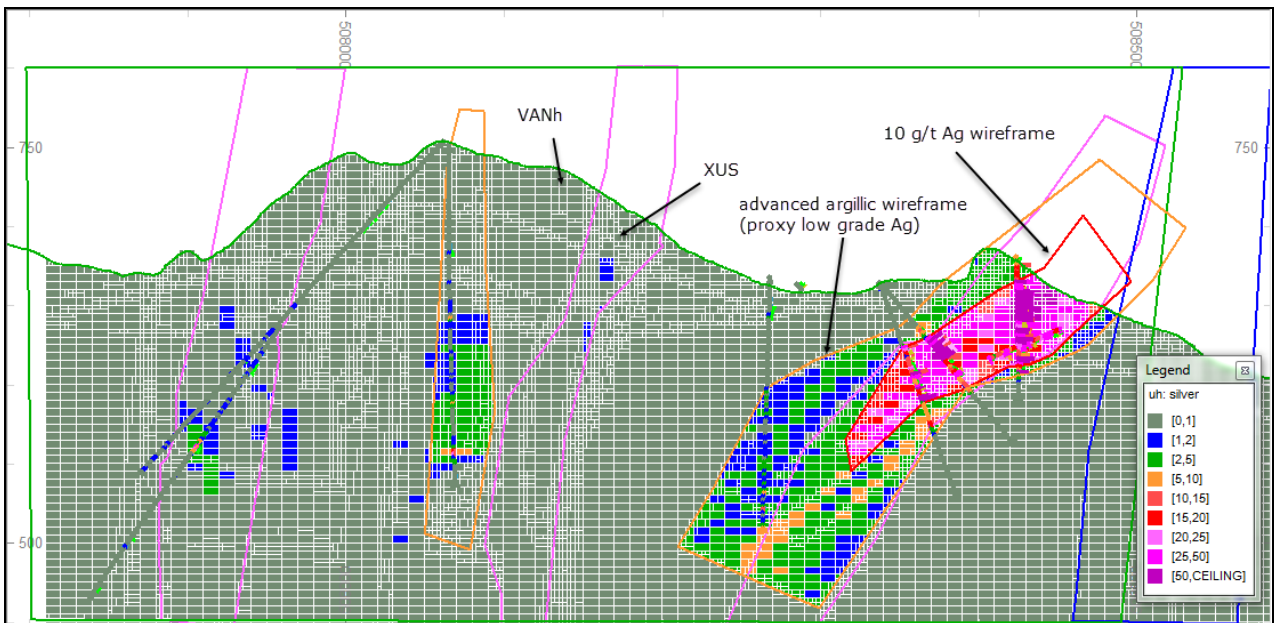 508000
508500
VANh
750
10 g/t Ag wireframe
750
XUS
advanced argillic wireframe
(proxy low grade Ag)
500
Legend
uh: silver
[0,1]
[1,2]
[2,5]
[5,10]
[10,15]
[15,20]
[20,25]
[25,50]
[50,CEILING]